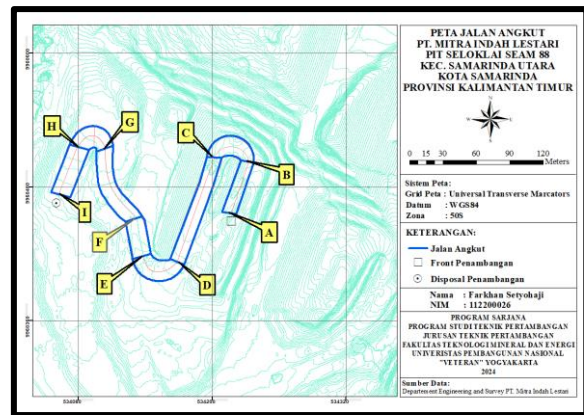 PETA JALAN ANGKUT
PT. MITRA INDAH LESTARI
PIT SELOKLAI SEAM 88
KEC. SAMARINDA UTARA
KOTA SAMARINDA
PROVINSI KALIMANTAN TIMUR
N
W E
S
0 15 30 60 90 120
Meters
Sistem Peta:
Grid Peta : Universal Transverse Marcators
Datum : WGS84
Zona : 50S
KETERANGAN:
Jalan Angkut
Front Penambangan
Disposal Penambangan
Nama : Farkhan Setyohaji
NIM : 112200026
PROGRAM SARJANA
PROGRAM STUDI TEKNIK PERTAMBANGAN
JURUSAN TEKNIK PERTAMBANGAN
FAKULTAS TEKNOLOGI MINERAL DAN ENERGI
UNIVERISTAS PEMBANGUNAN NASIONAL
"VETERAN" YOGYAKARTA
2024
Sumber Data:
Departement Engineering and Survey PT. Mitra Indah Lestari
H
G
C
B
I
A
F
E
D